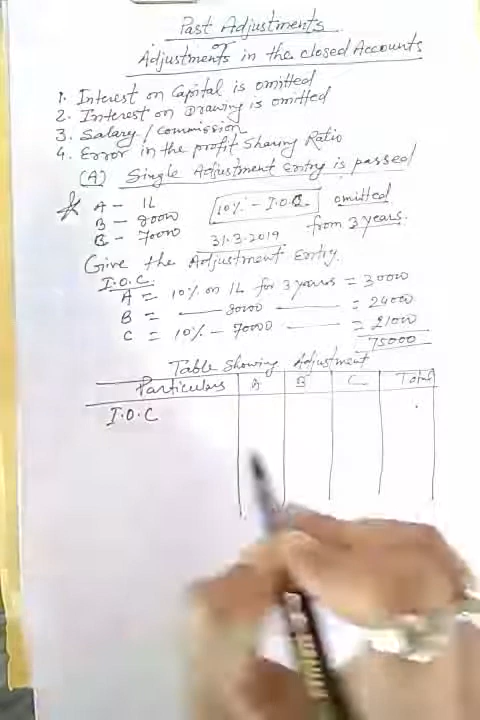 Past Adjustments
or
Adjustments in the closed Accounts
1. Interest on Capital is omitted
2. Interest on Drawing is omitted
3. Salary / Commission
4. Error in the profit Sharing Ratio
(A) Single Adjustment Entry is passed
A - 1L
B - 80000
C - 70000
10% - I.O.C omitted
31.3.2019 from 3 years.
Give the Adjustment Entry.
I.O.C.
A = 10% on 1L for 3 years = 30000
B = — 80000 — = 24000
C = 10% - 70000 — = 21000
75000
Table Showing Adjustment
Particulars A B C Total
I.O.C